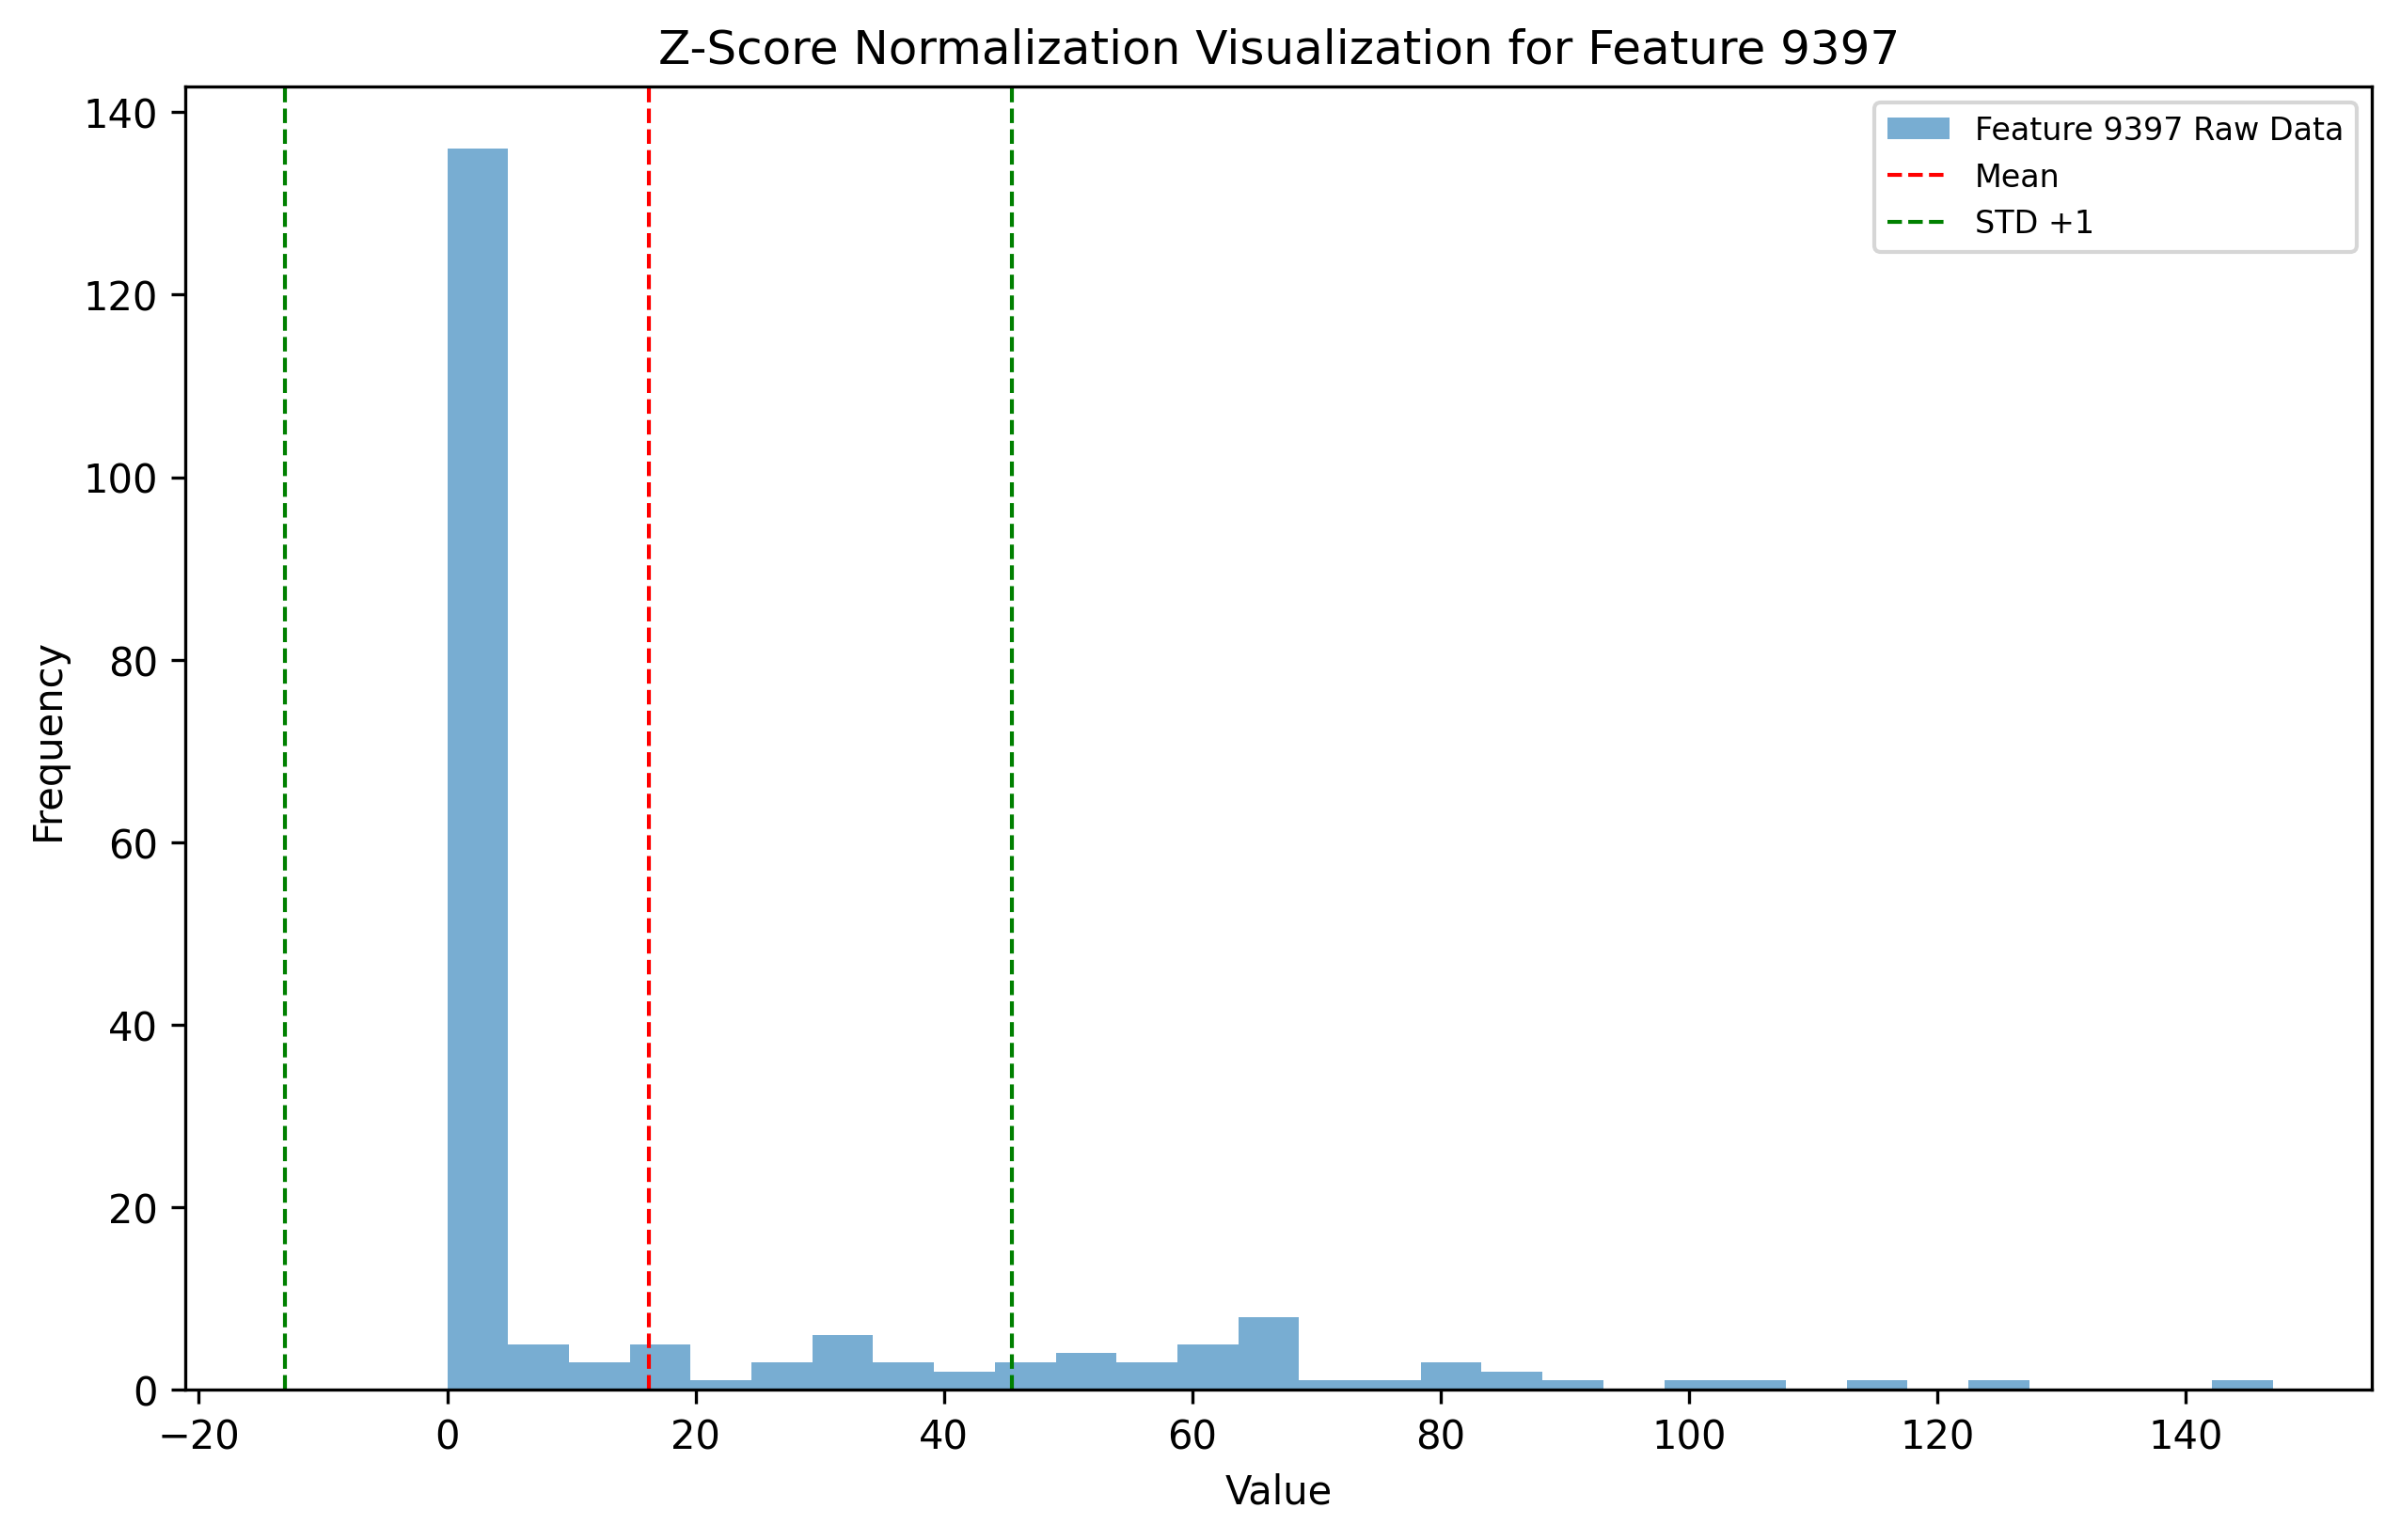 Z-Score Normalization Visualization for Feature 9397
Feature 9397 Raw Data
Mean
STD +1
Frequency
140
120
100
80
60
40
20
0
−20 0 20 40 60 80 100 120 140
Value